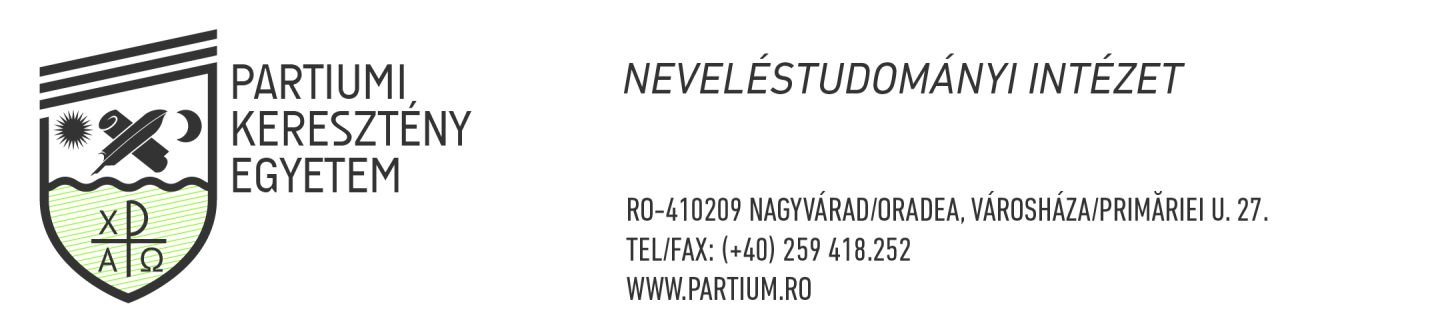 PARTIUMI
KERESZTÉNY
EGYETEM
Χ Ρ
Α Ω
NEVELÉSTUDOMÁNYI INTÉZET
RO-410209 NAGYVÁRAD/ORADEA, VÁROSHÁZA/PRIMĂRIEI U. 27.
TEL/FAX: (+40) 259 418.252
WWW.PARTIUM.RO